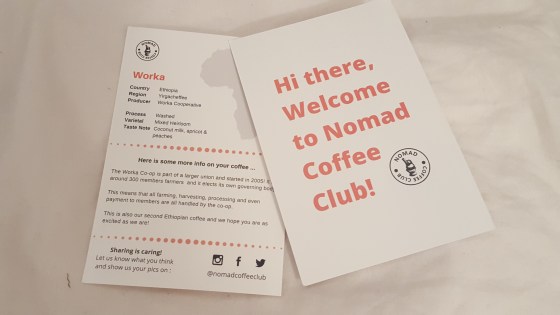 NOMAD
COFFEE CLUB
Worka
Country Ethiopia
Region Yirgacheffee
Producer Worka Cooperative
Process Washed
Varietal Mixed Heirloom
Taste Note Coconut milk, apricot &
peaches
Here is some more info on your coffee ...
The Worka Co-op is part of a larger union and started in 2005.
around 300 members farmers and it elects its own governing
This means that all farming, harvesting, processing and even
payment to members are all handled by the co-op
This is also our second Ethiopian coffee and we hope you are as
excited as we are!
Sharing is caring!
Let us know what you think
and show us your pics on :
@nomadcoffeeclub
Hi there,
Welcome
to Nomad
Coffee
Club!
NOMAD
COFFEE CLUB